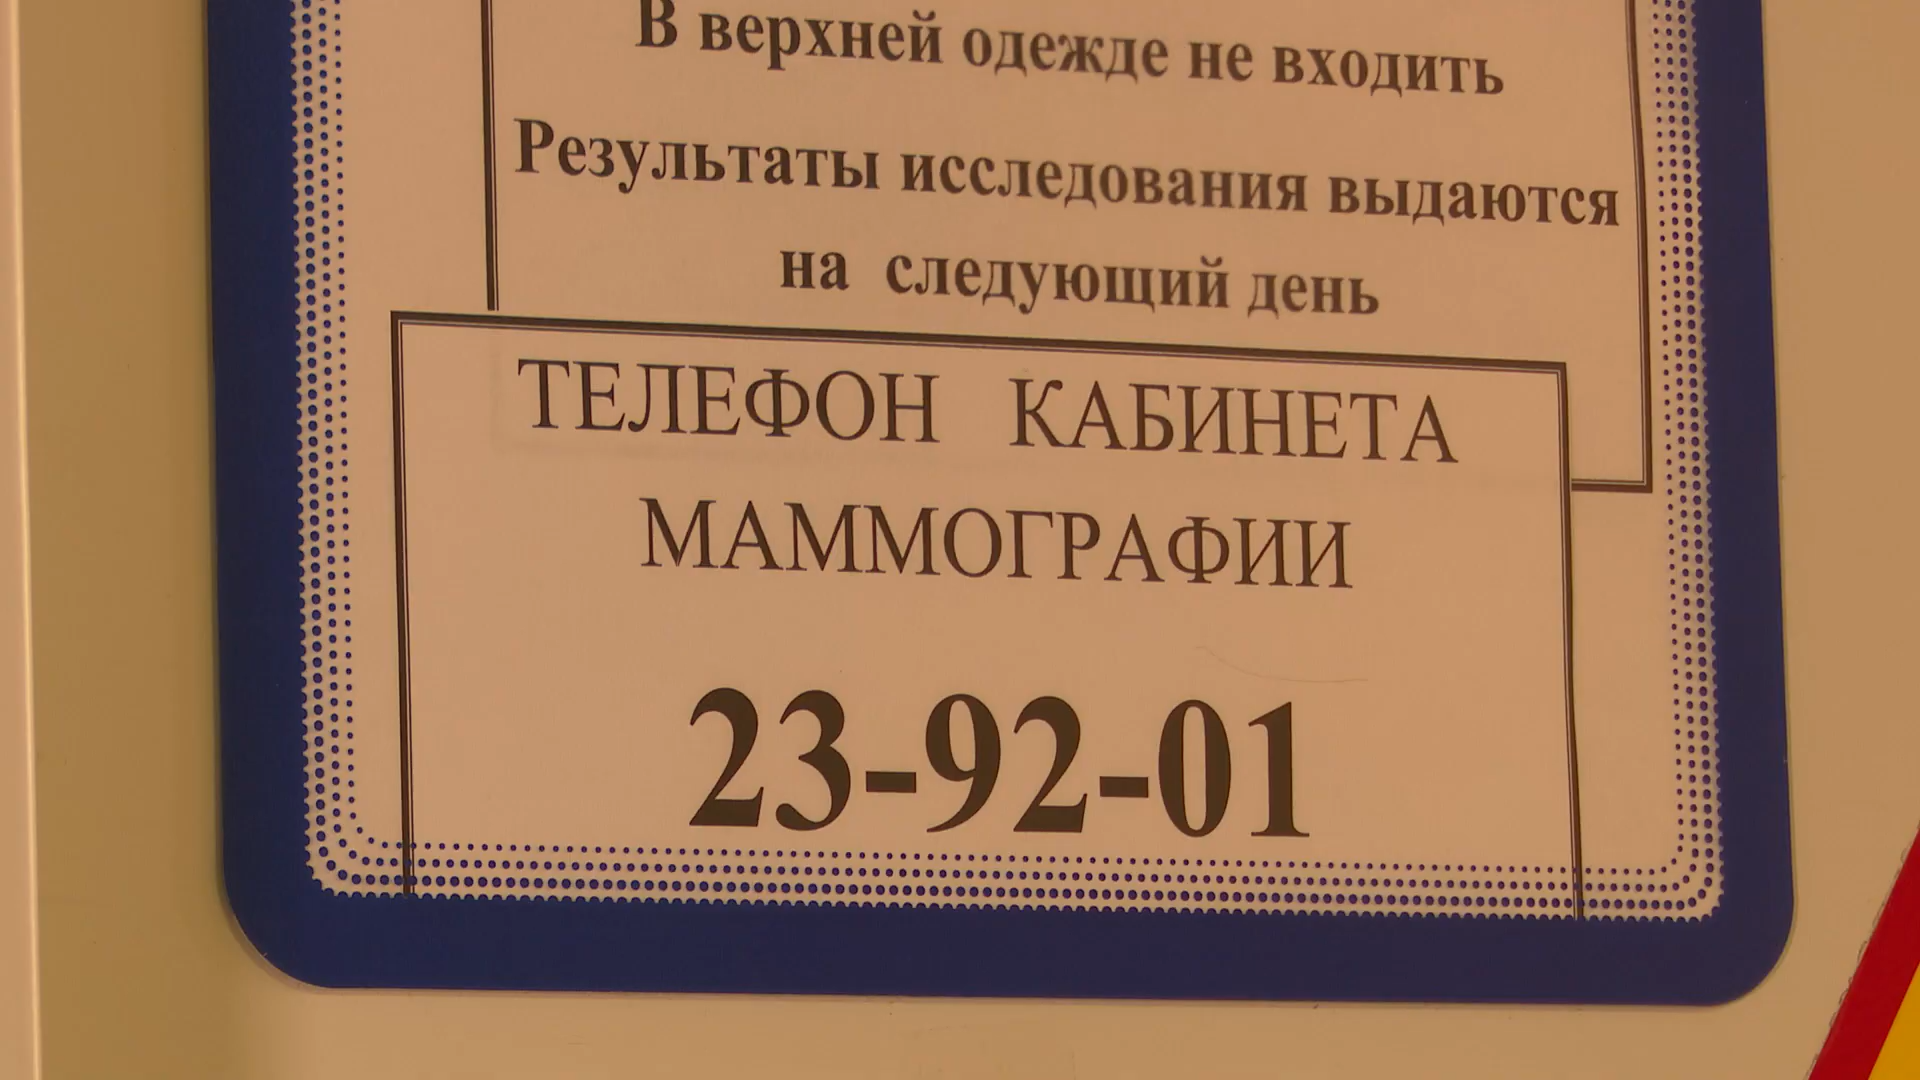 В верхней одежде не входить
Результаты исследования выдаются
на следующий день
ТЕЛЕФОН КАБИНЕТА
МАММОГРАФИИ
23-92-01